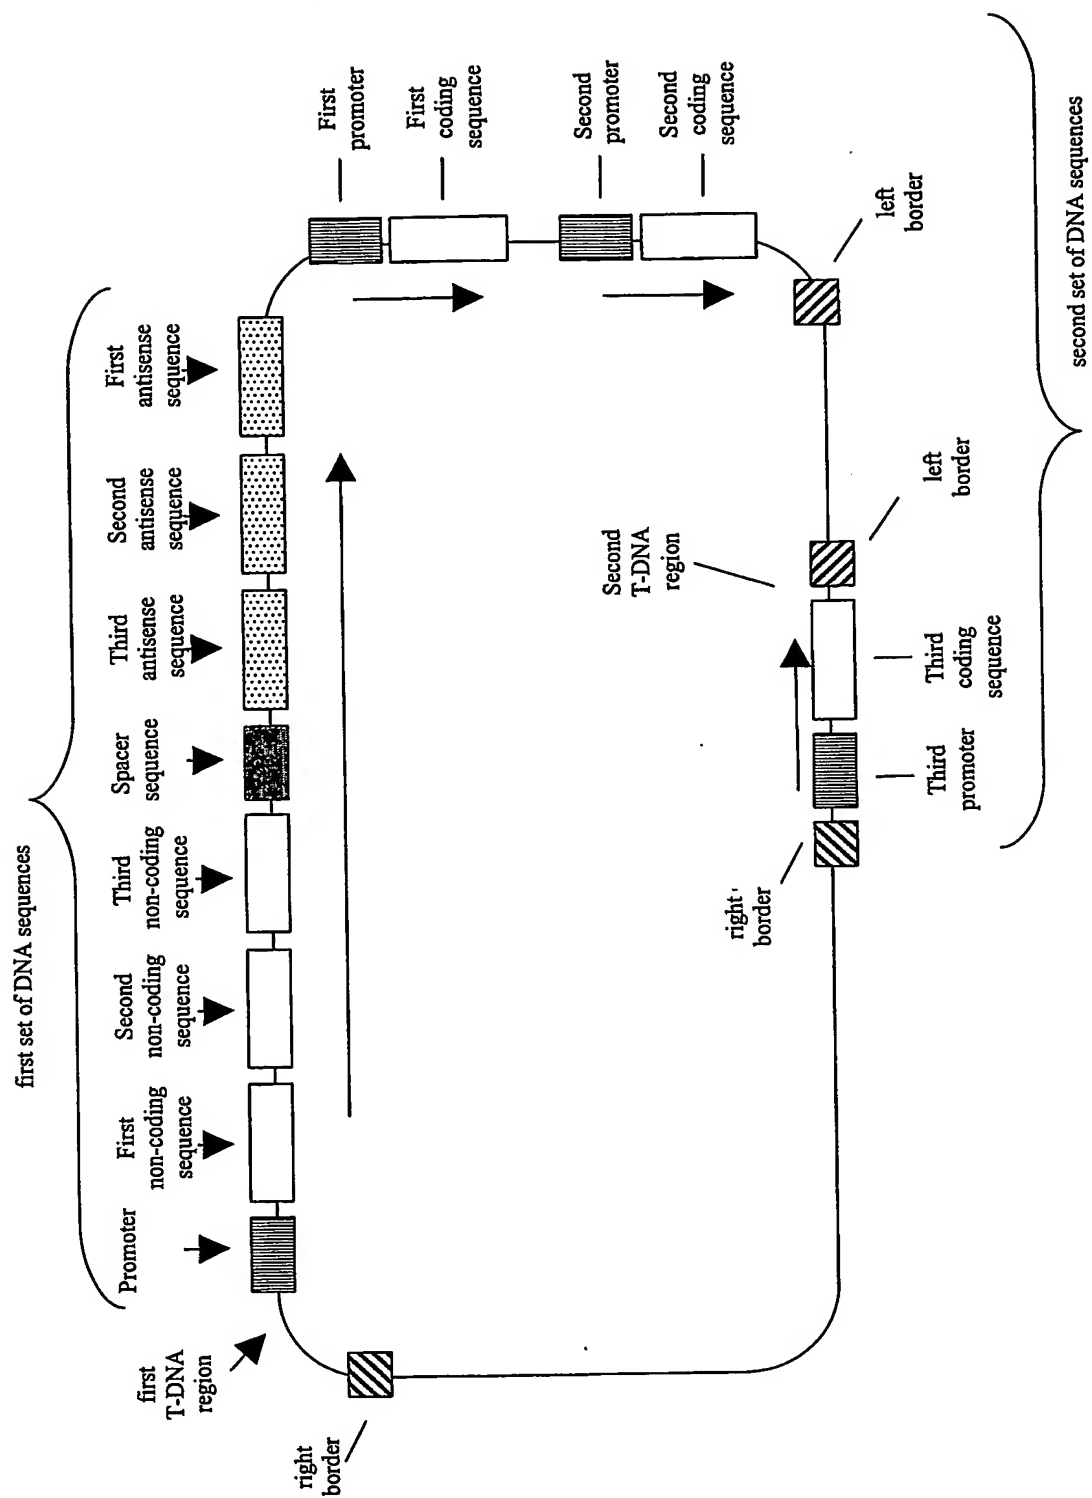 first set of DNA sequences
Promoter
First
non-coding
sequence
Second
non-coding
sequence
Third
non-coding
sequence
Spacer
sequence
Third
antisense
sequence
Second
antisense
sequence
First
antisense
sequence
first
T-DNA
region
right
border
First
promoter
First
coding
sequence
Second
promoter
Second
coding
sequence
left
border
Second
T-DNA
region
left
border
right
border
Third
promoter
Third
coding
sequence
second set of DNA sequences